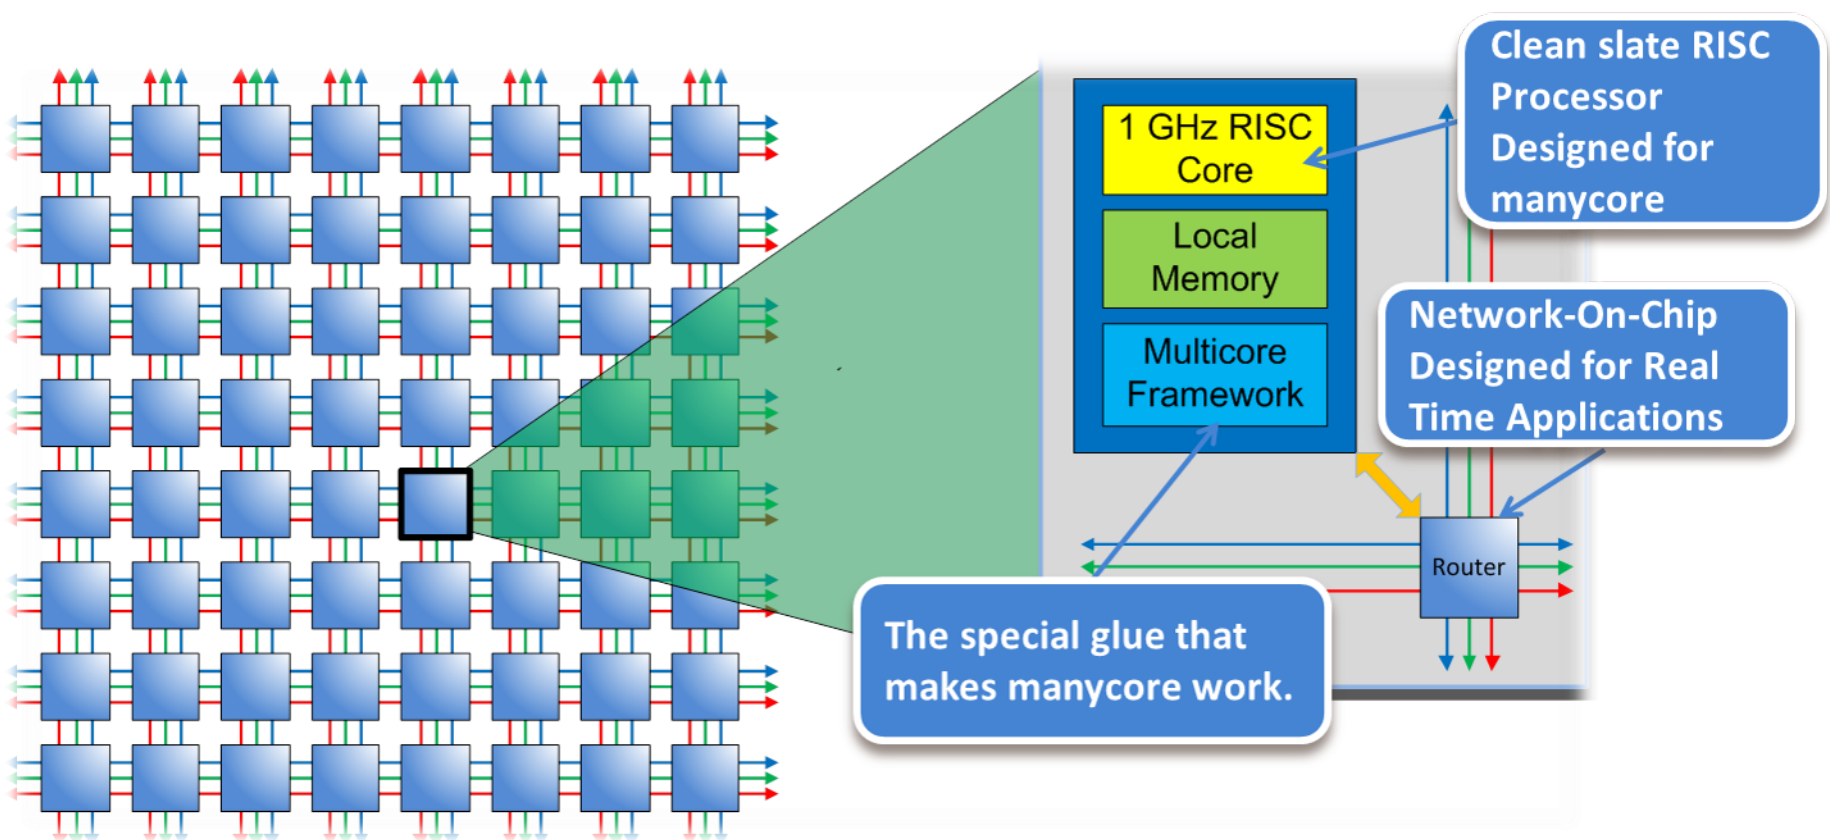 Clean slate RISC
Processor
Designed for
manycore
1 GHz RISC
Core
Local
Memory
Multicore
Framework
Network-On-Chip
Designed for Real
Time Applications
Router
The special glue that
makes manycore work.